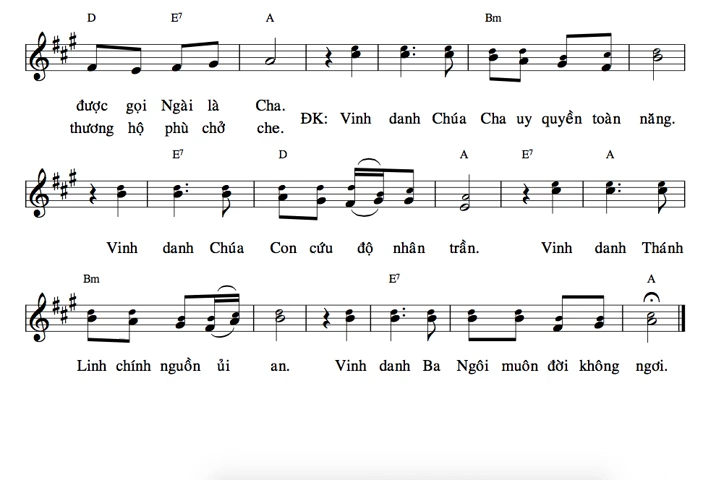 D E7 A Bm
được gọi Ngài là Cha.
thương hộ phù chở che.
ĐK: Vinh danh Chúa Cha uy quyền toàn năng.
E7 D A E7 A
Vinh danh Chúa Con cứu độ nhân trần. Vinh danh Thánh
Bm E7 A
Linh chính nguồn ủi an. Vinh danh Ba Ngôi muôn đời không ngơi.